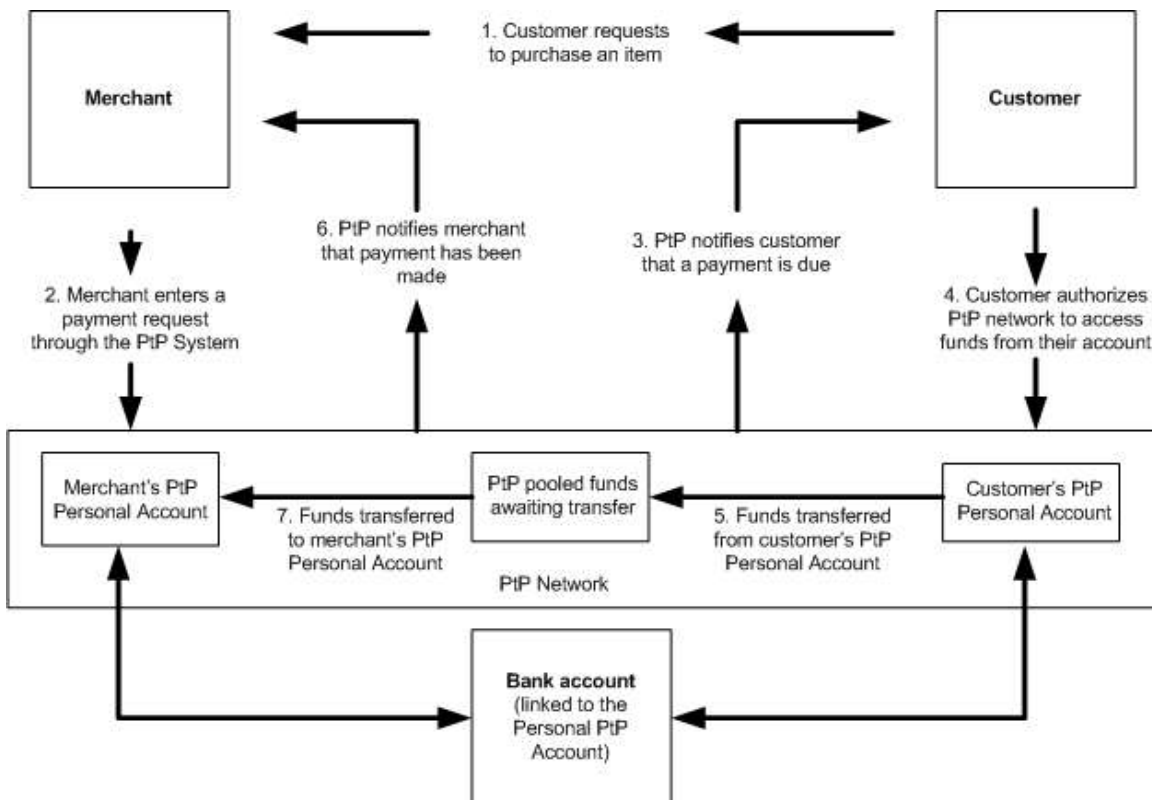 1. Customer requests
to purchase an item
Merchant
Customer
6. PtP notifies merchant
that payment has been
made
3. PtP notifies customer
that a payment is due
2. Merchant enters a
payment request
through the PtP System
4. Customer authorizes
PtP network to access
funds from their account
Merchant's PtP
Personal Account
PtP pooled funds
awaiting transfer
Customer's PtP
Personal Account
7. Funds transferred
to merchant's PtP
Personal Account
5. Funds transferred
from customer's PtP
Personal Account
PtP Network
Bank account
(linked to the
Personal PtP
Account)